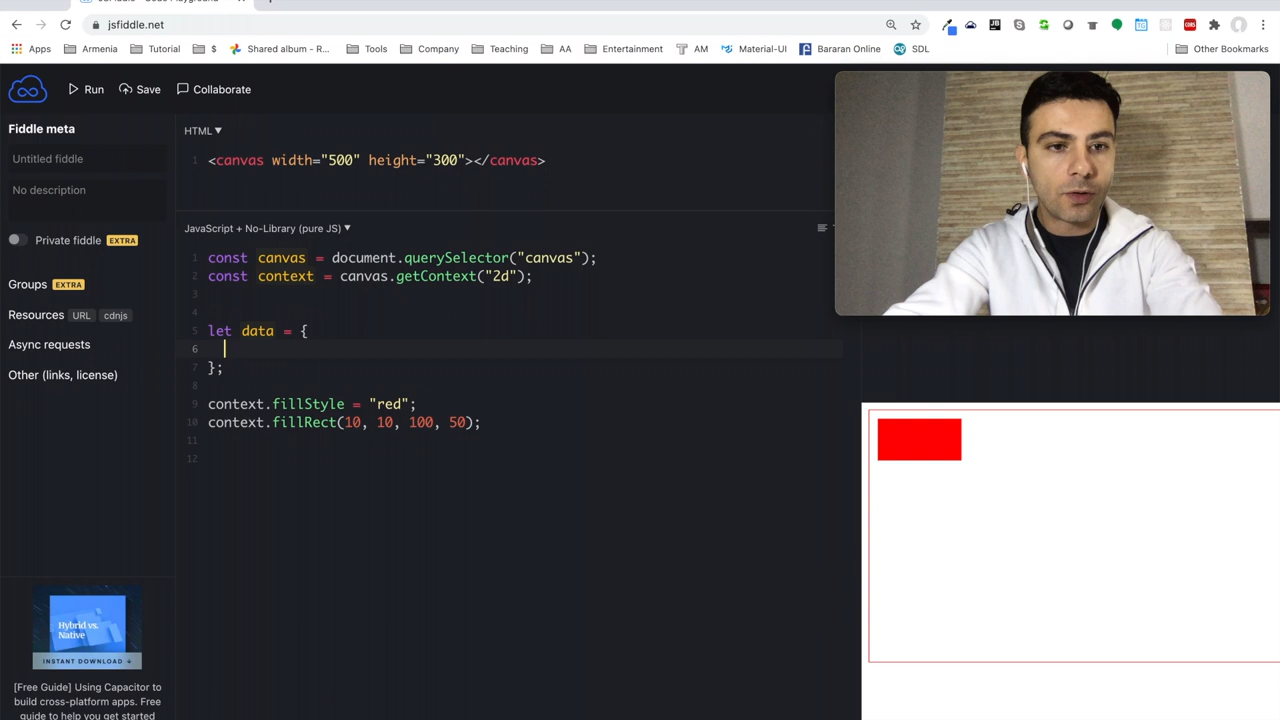 jsfiddle.net
Apps Armenia Tutorial $ Shared album - R... Tools Company Teaching AA Entertainment AM Material-UI Bararan Online SDL Other Bookmarks
Run Save Collaborate
Fiddle meta
Untitled fiddle
No description
Private fiddle EXTRA
Groups EXTRA
Resources URL cdnjs
Async requests
Other (links, license)
Hybrid vs.
Native
INSTANT DOWNLOAD ↓
[Free Guide] Using Capacitor to
build cross-platform apps. Free
guide to help you get started
HTML ▼
1 <canvas width="500" height="300"></canvas>
JavaScript + No-Library (pure JS) ▼
1 const canvas = document.querySelector("canvas");
2 const context = canvas.getContext("2d");
3
4
5 let data = {
6
7 };
8
9 context.fillStyle = "red";
10 context.fillRect(10, 10, 100, 50);
11
12